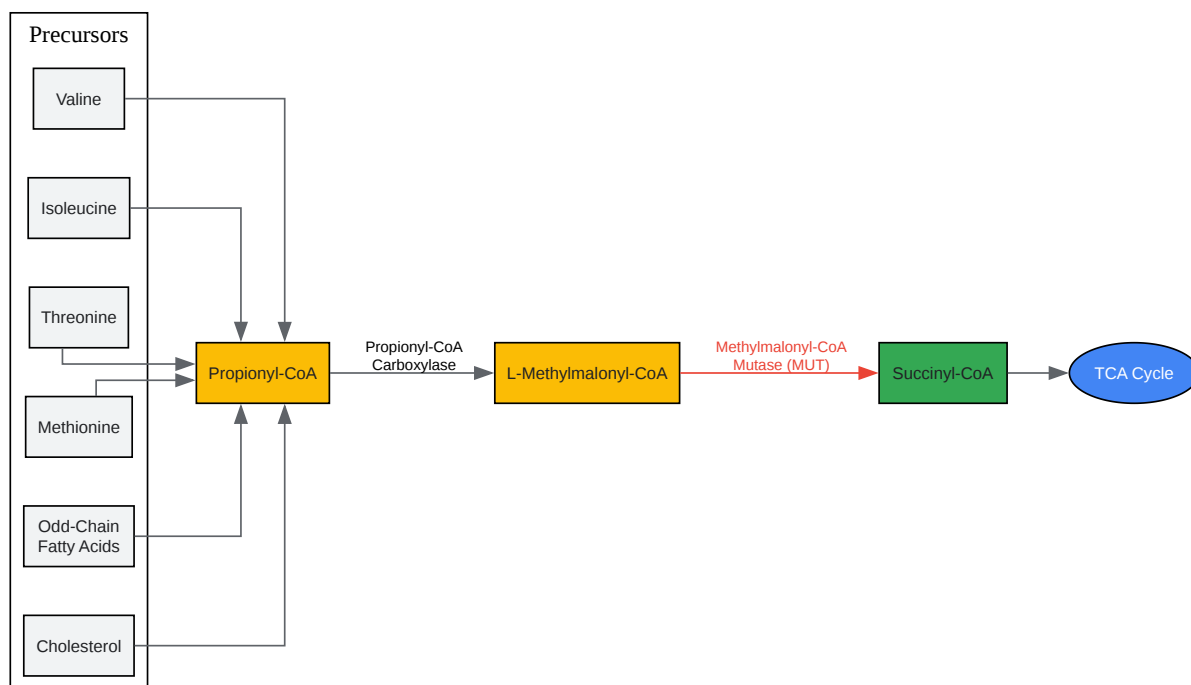 Precursors
Valine
Isoleucine
Threonine
Methionine
Odd-Chain
Fatty Acids
Cholesterol
Propionyl-CoA
Propionyl-CoA
Carboxylase
L-Methylmalonyl-CoA
Methylmalonyl-CoA
Mutase (MUT)
Succinyl-CoA
TCA Cycle